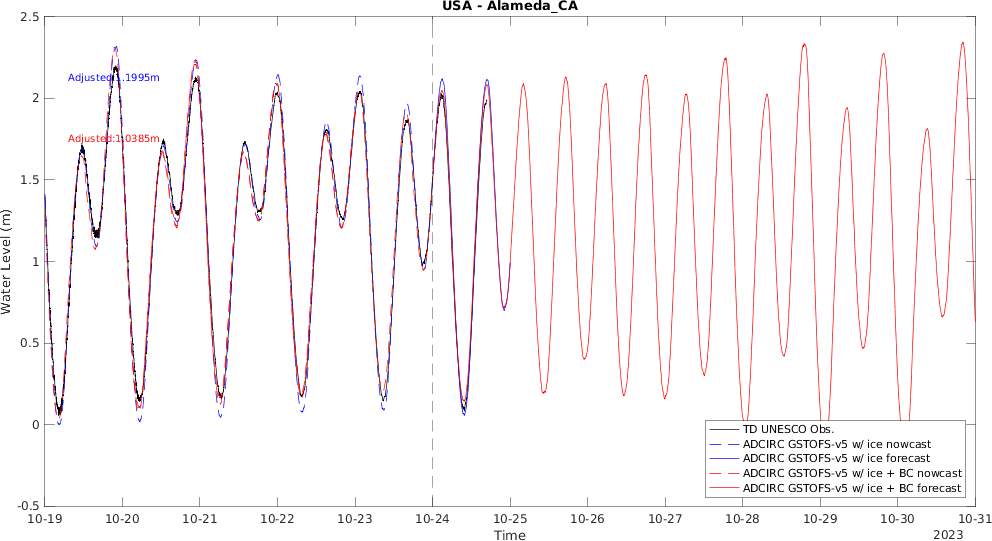 USA - Alameda_CA
2.5
2
1.5
1
0.5
0
-0.5
Water Level (m)
Adjusted:1.1995m
Adjusted:1.0385m
TD UNESCO Obs.
ADCIRC GSTOFS-v5 w/ ice nowcast
ADCIRC GSTOFS-v5 w/ ice forecast
ADCIRC GSTOFS-v5 w/ ice + BC nowcast
ADCIRC GSTOFS-v5 w/ ice + BC forecast
10-19 10-20 10-21 10-22 10-23 10-24 10-25 10-26 10-27 10-28 10-29 10-30 10-31
Time
2023